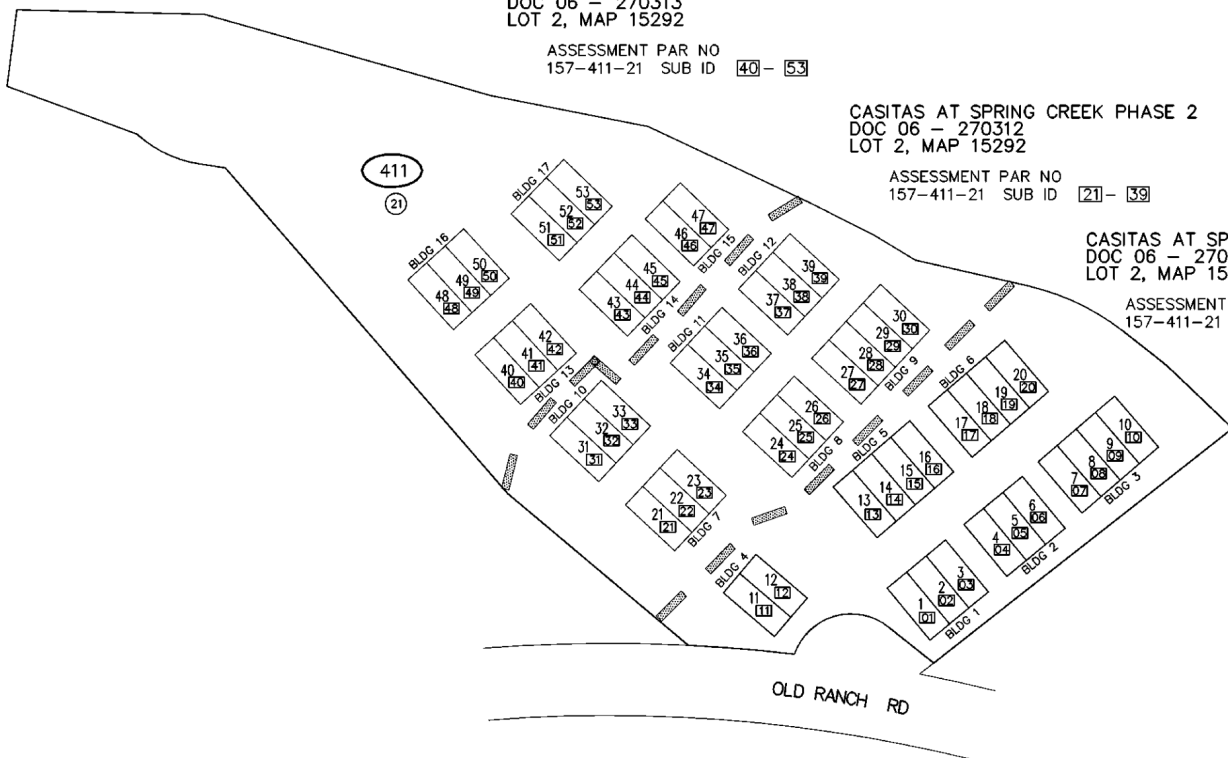 DOC 06 – 270313
LOT 2, MAP 15292
ASSESSMENT PAR NO
157–411–21 SUB ID 40 – 53
CASITAS AT SPRING CREEK PHASE 2
DOC 06 – 270312
LOT 2, MAP 15292
ASSESSMENT PAR NO
157–411–21 SUB ID 21 – 39
CASITAS AT SP
DOC 06 – 270
LOT 2, MAP 15
ASSESSMENT
157–411–21
411
21
BLDG 17
51 51
52 52
53 53
BLDG 16
48 48
49 49
50 50
BLDG 15
46 46
47 47
BLDG 14
43 43
44 44
45 45
BLDG 13
40 40
41 41
42 42
BLDG 12
37 37
38 38
39 39
BLDG 11
34 34
35 35
36 36
BLDG 10
31 31
32 32
33 33
BLDG 9
27 27
28 28
29 29
30 30
BLDG 8
24 24
25 25
26 26
BLDG 7
21 21
22 22
23 23
BLDG 6
17 17
18 18
19 19
20 20
BLDG 5
13 13
14 14
15 15
16 16
BLDG 4
11 11
12 12
BLDG 3
7 07
8 08
9 09
10 10
BLDG 2
4 04
5 05
6 06
BLDG 1
1 01
2 02
3 03
OLD RANCH RD